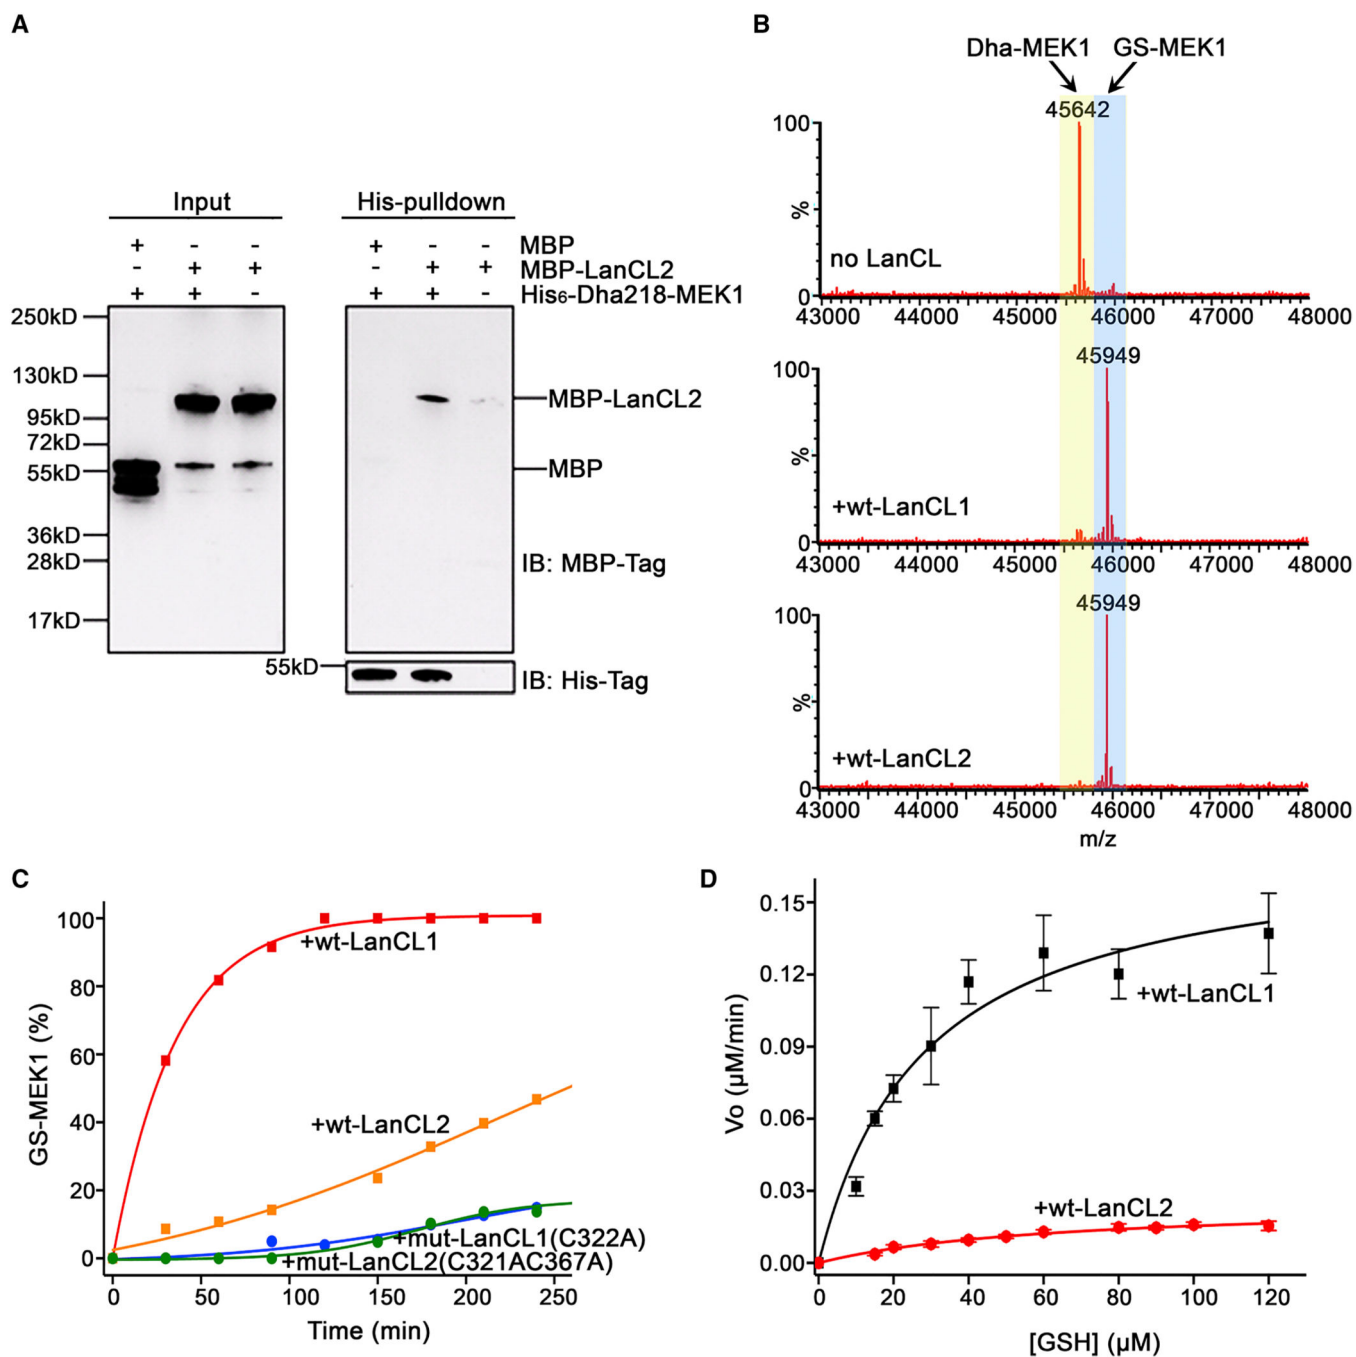 A
Input
His-pulldown
+ - - + - - MBP
- + + - + + MBP-LanCL2
+ + - + + - His6-Dha218-MEK1
250kD
130kD
95kD
72kD
55kD
36kD
28kD
17kD
MBP-LanCL2
MBP
IB: MBP-Tag
55kD
IB: His-Tag
B
Dha-MEK1 GS-MEK1
45642
100
%
0
no LanCL
43000 44000 45000 46000 47000 48000
45949
100
%
0
+wt-LanCL1
43000 44000 45000 46000 47000 48000
45949
100
%
0
+wt-LanCL2
43000 44000 45000 46000 47000 48000
m/z
C
GS-MEK1 (%)
100
80
60
40
20
0
+wt-LanCL1
+wt-LanCL2
+mut-LanCL1(C322A)
+mut-LanCL2(C321AC367A)
0 50 100 150 200 250
Time (min)
D
Vo (µM/min)
0.15
0.12
0.09
0.06
0.03
0.00
+wt-LanCL1
+wt-LanCL2
0 20 40 60 80 100 120
[GSH] (µM)